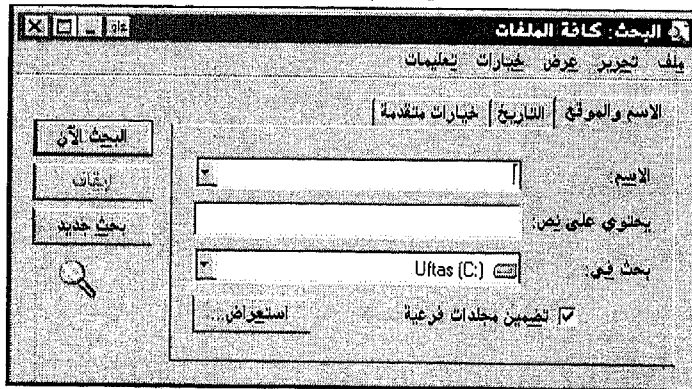 البحث: كافة الملفات
ملف تحرير عرض خيارات تعليمات
الاسم والموقع التاريخ خيارات متقدمة
الاسم:
يحتوي على نص:
بحث في: Uftas (C:)
تضمين مجلدات فرعية
استعراض...
البحث الآن
إيقاف
بحث جديد